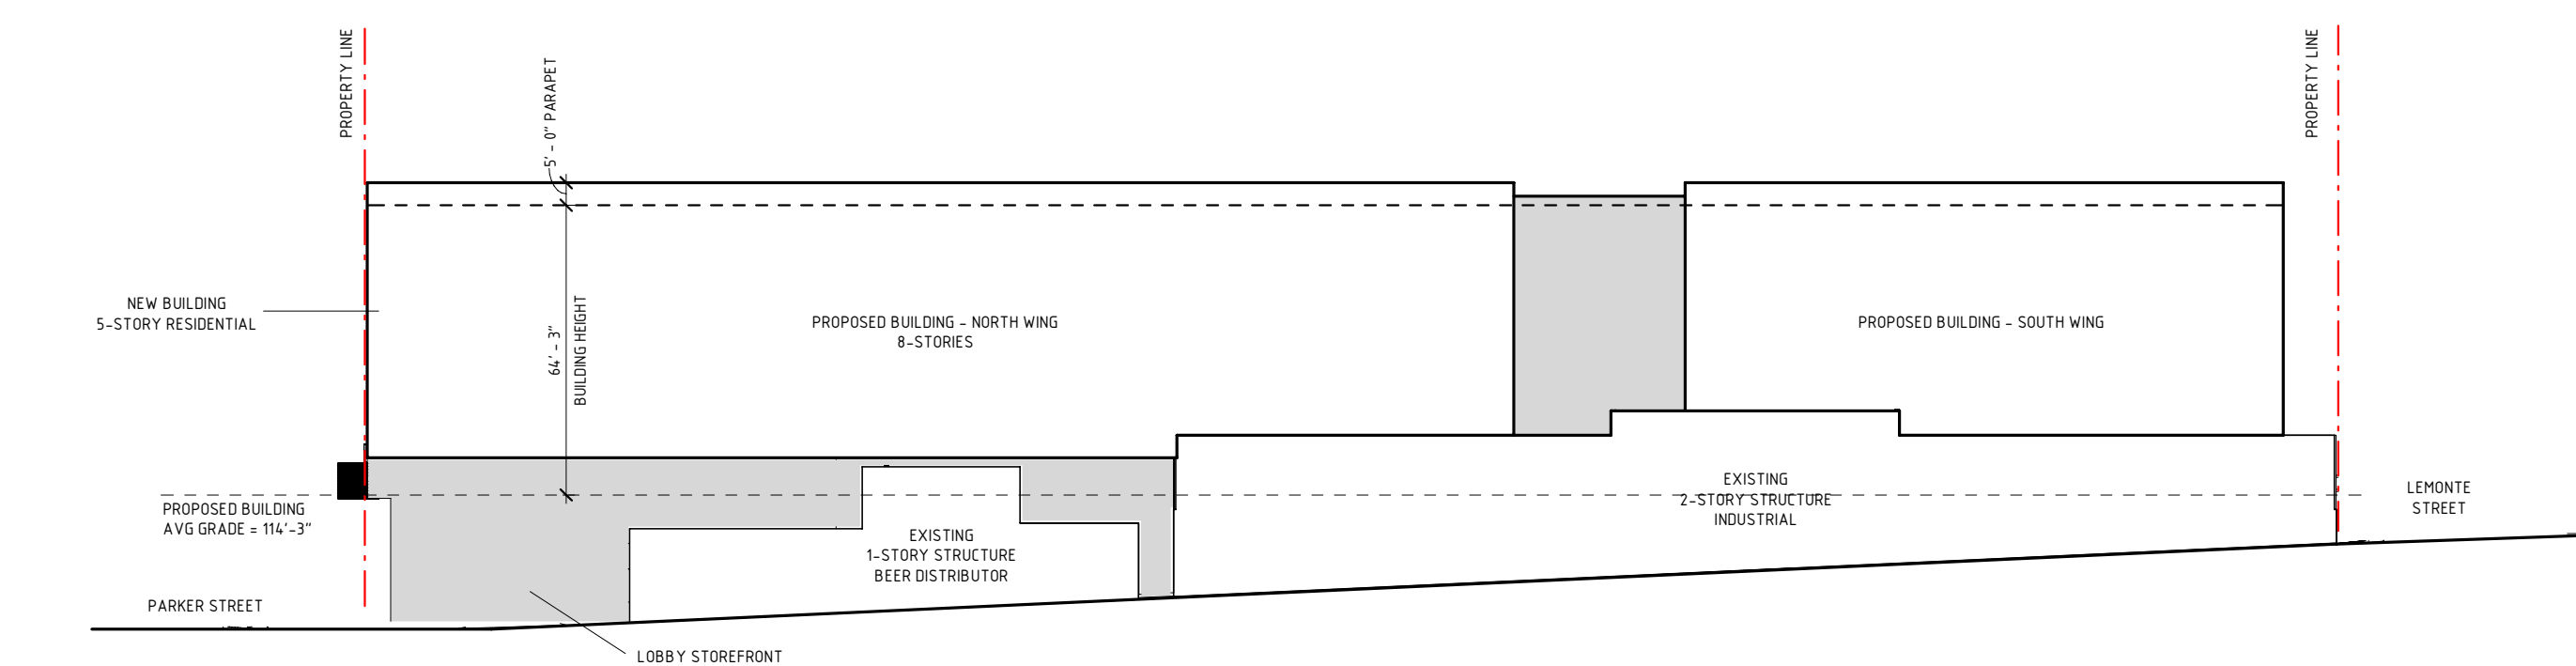 PROPERTY LINE
5' - 0" PARAPET
PROPERTY LINE
NEW BUILDING
5-STORY RESIDENTIAL
64' - 3"
BUILDING HEIGHT
PROPOSED BUILDING - NORTH WING
8-STORIES
PROPOSED BUILDING - SOUTH WING
PROPOSED BUILDING
AVG GRADE = 114'-3"
EXISTING
1-STORY STRUCTURE
BEER DISTRIBUTOR
EXISTING
2-STORY STRUCTURE
INDUSTRIAL
LEMONTE
STREET
PARKER STREET
LOBBY STOREFRONT